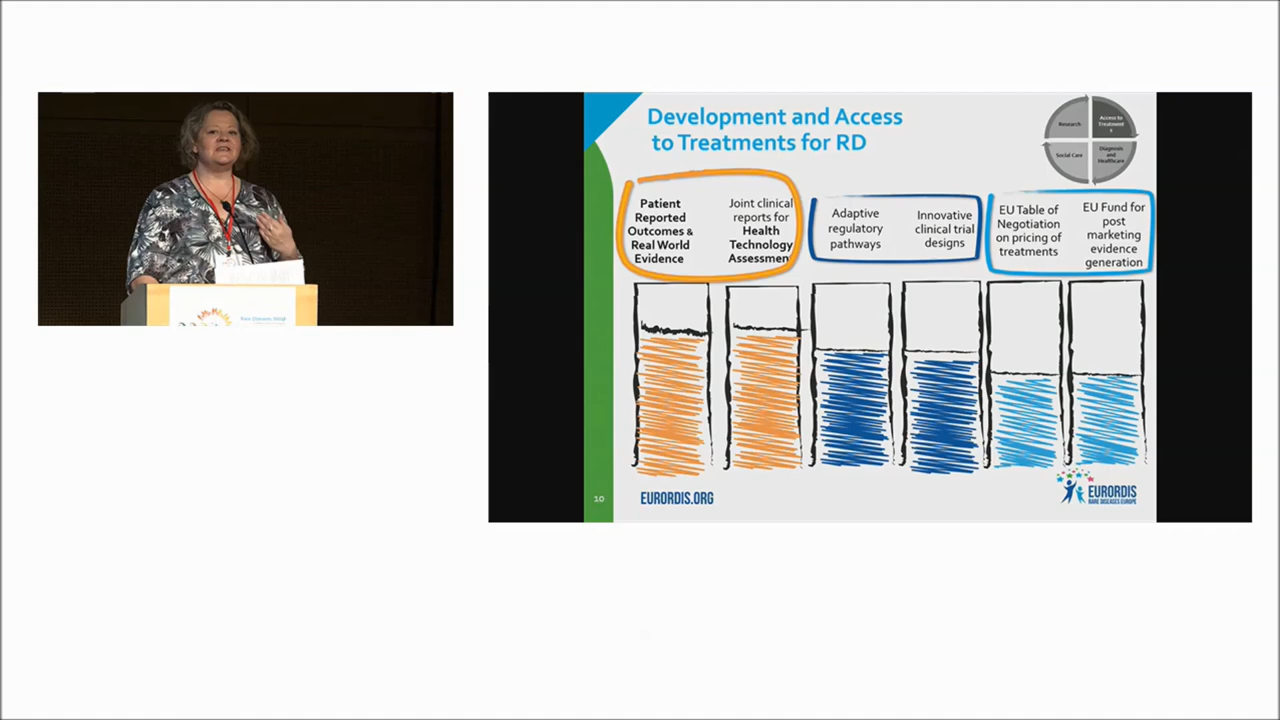 Development and Access
to Treatments for RD
Research
Access to
Treatment
s
Social Care
Diagnosis
and
Healthcare
Patient
Reported
Outcomes &
Real World
Evidence
Joint clinical
reports for
Health
Technology
Assessmen
Adaptive
regulatory
pathways
Innovative
clinical trial
designs
EU Table of
Negotiation
on pricing of
treatments
EU Fund for
post
marketing
evidence
generation
10
EURORDIS.ORG
EURORDIS
RARE DISEASES EUROPE